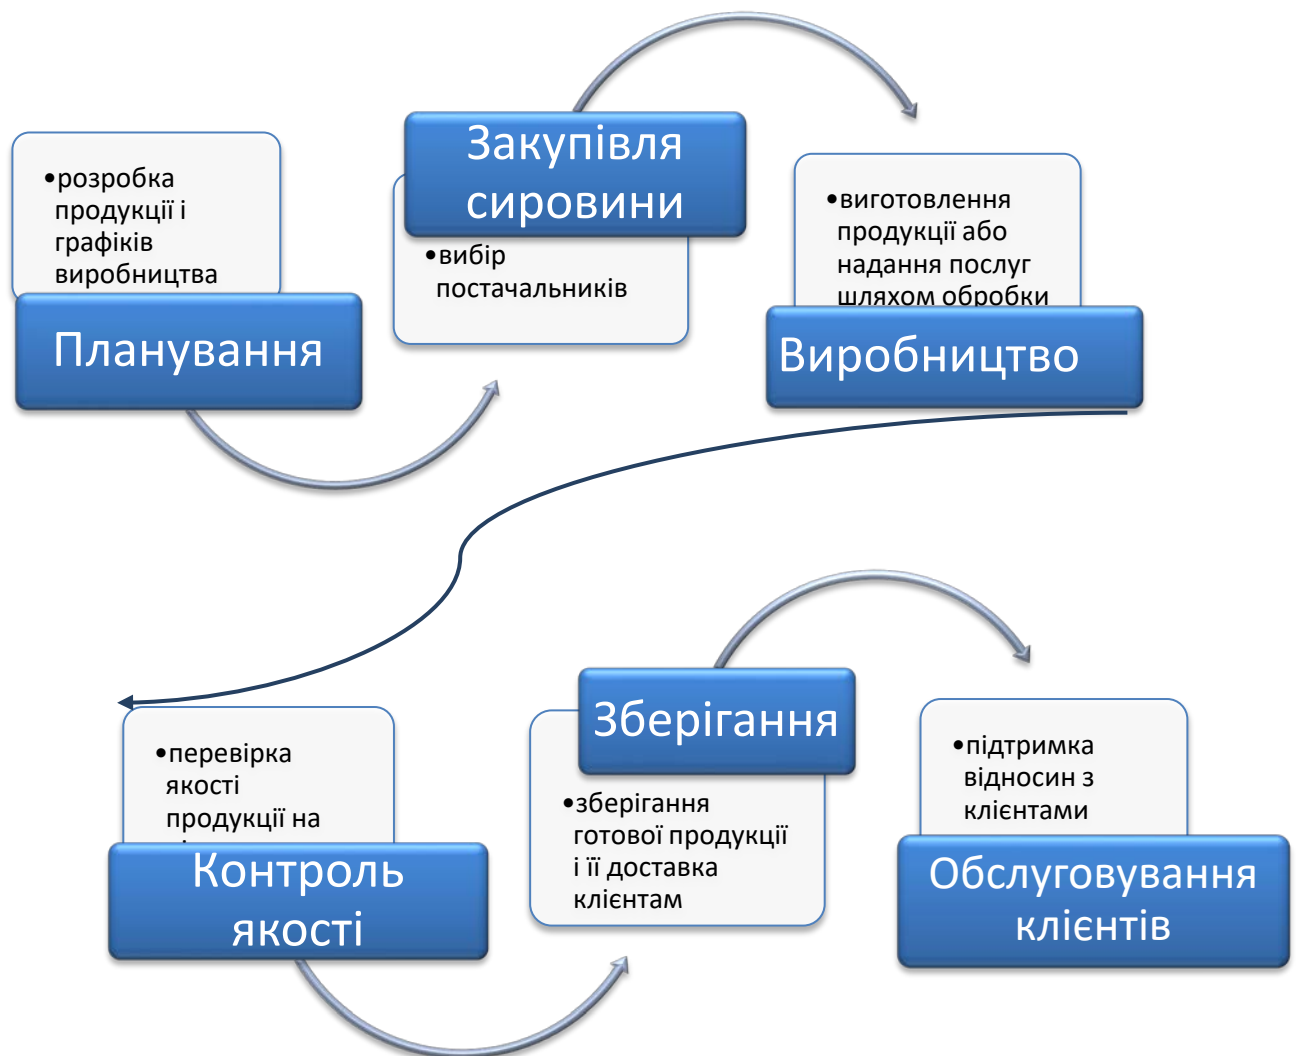 •розробка
продукції і
графіків
виробництва
Планування
Закупівля
сировини
•вибір
постачальників
•виготовлення
продукції або
надання послуг
шляхом обробки
Виробництво
•перевірка
якості
продукції на
Контроль
якості
Зберігання
•зберігання
готової продукції
і її доставка
клієнтам
•підтримка
відносин з
клієнтами
Обслуговування
клієнтів